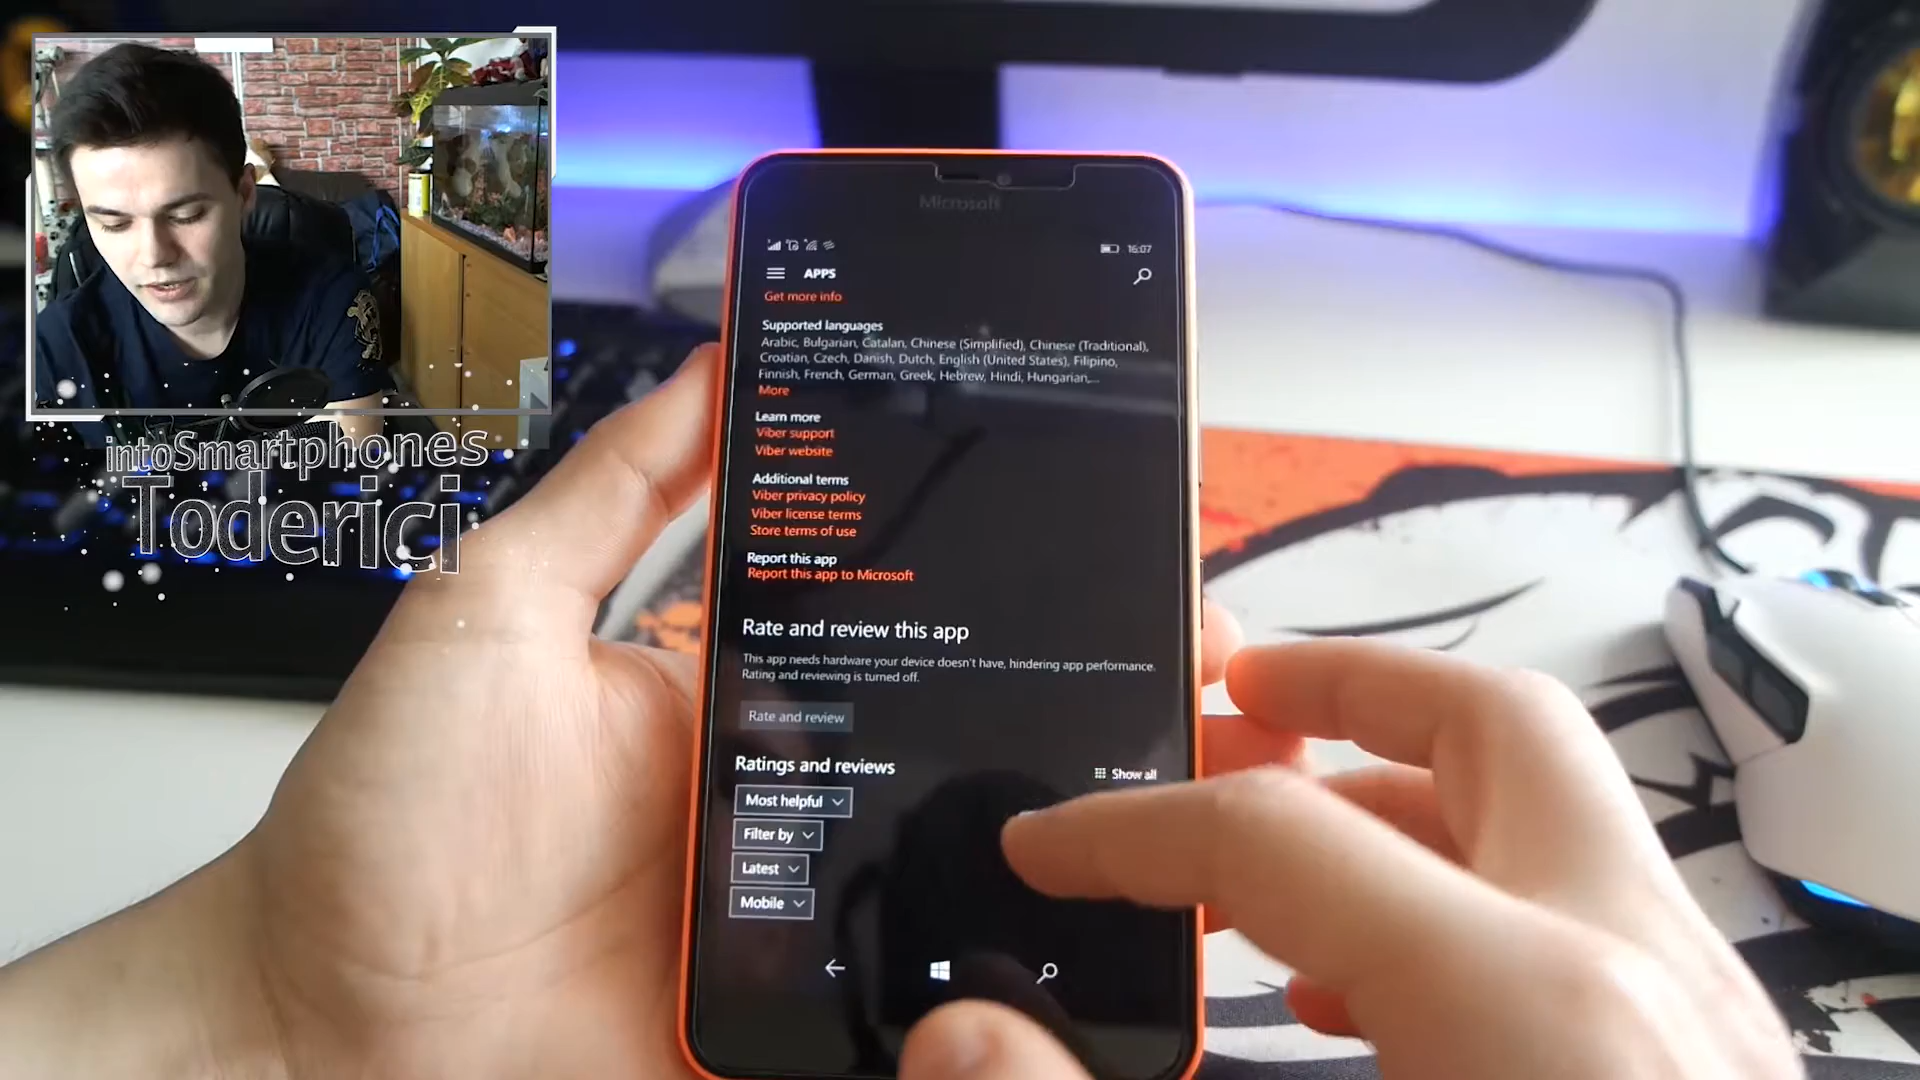 intoSmartphones
Toderici
Microsoft
16:07
APPS
Get more info
Supported languages
Arabic, Bulgarian, Catalan, Chinese (Simplified), Chinese (Traditional),
Croatian, Czech, Danish, Dutch, English (United States), Filipino,
Finnish, French, German, Greek, Hebrew, Hindi, Hungarian,...
More
Learn more
Viber support
Viber website
Additional terms
Viber privacy policy
Viber license terms
Store terms of use
Report this app
Report this app to Microsoft
Rate and review this app
This app needs hardware your device doesn't have, hindering app performance.
Rating and reviewing is turned off.
Rate and review
Ratings and reviews
Show all
Most helpful
Filter by
Latest
Mobile